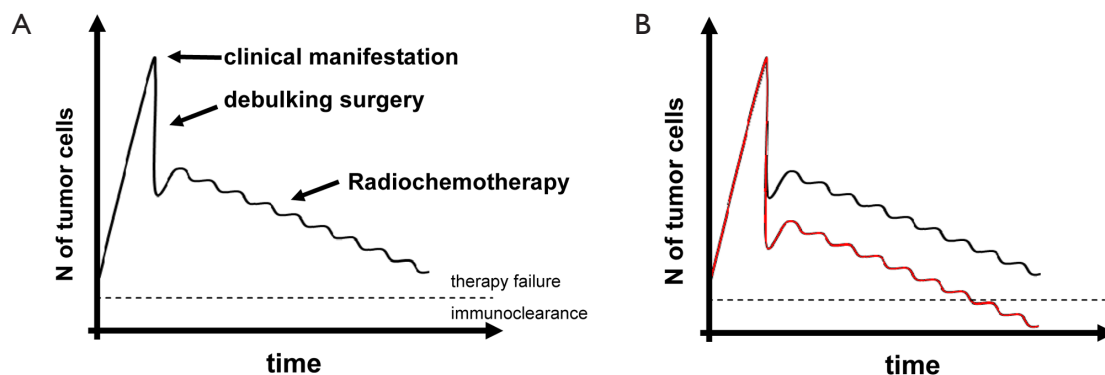 A
clinical manifestation
debulking surgery
Radiochemotherapy
therapy failure
immunoclearance
N of tumor cells
time
B
N of tumor cells
time